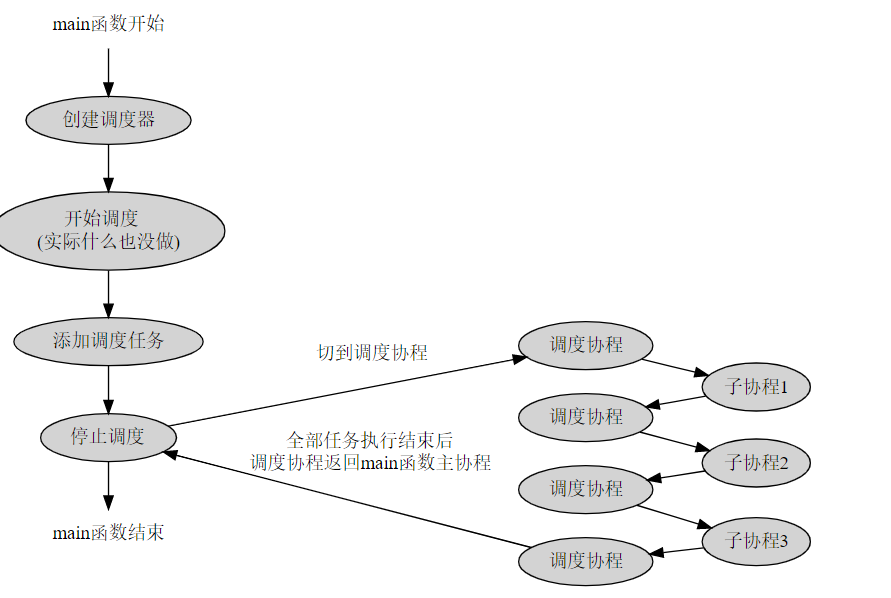 main函数开始
创建调度器
开始调度
(实际什么也没做)
添加调度任务
停止调度
main函数结束
切到调度协程
全部任务执行结束后
调度协程返回main函数主协程
调度协程
子协程1
调度协程
子协程2
调度协程
子协程3
调度协程